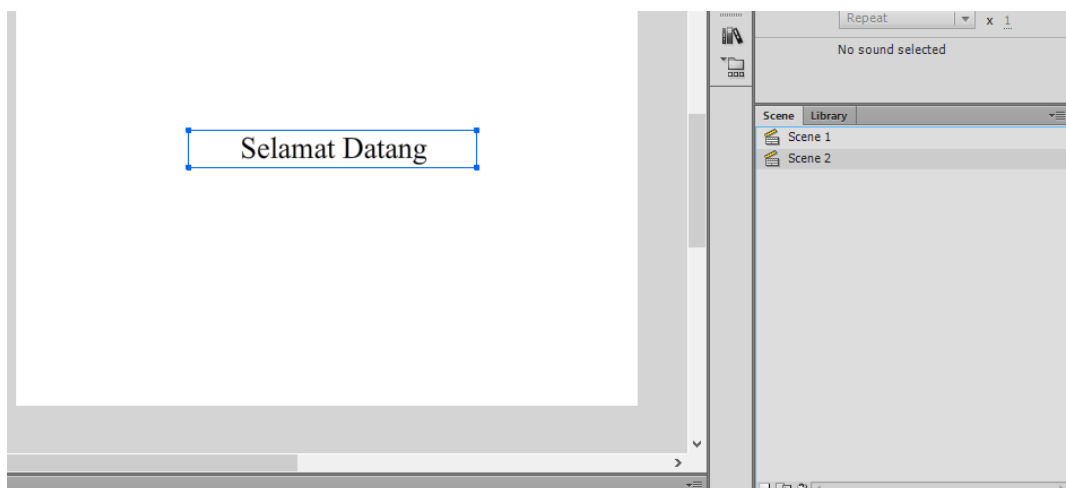 Repeat
x 1
No sound selected
Scene Library
Scene 1
Selamat Datang
Scene 2